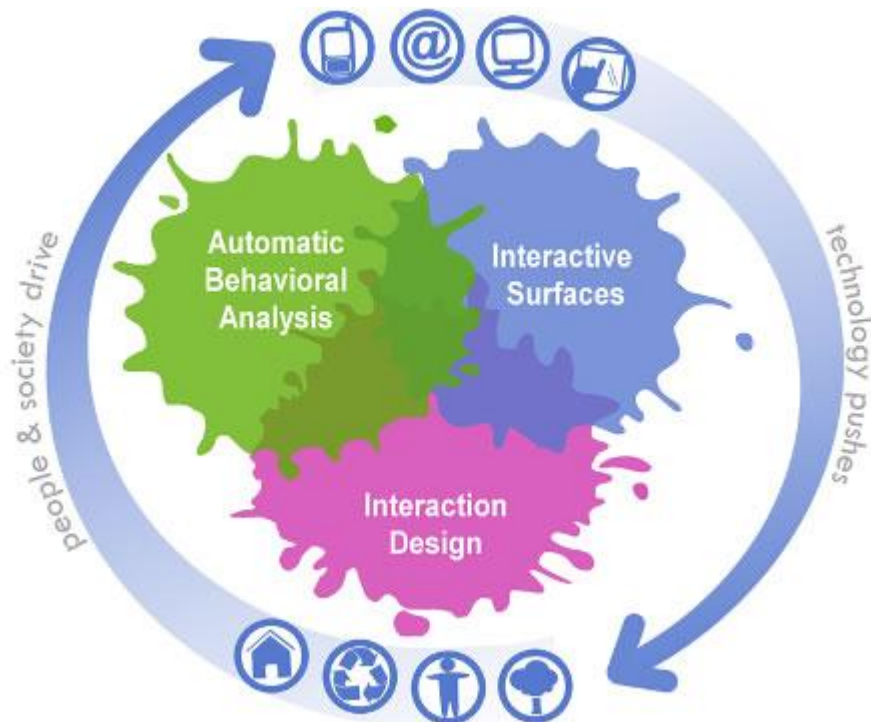 @
Automatic
Behavioral
Analysis
Interactive
Surfaces
Interaction
Design
people & society drive
technology pushes